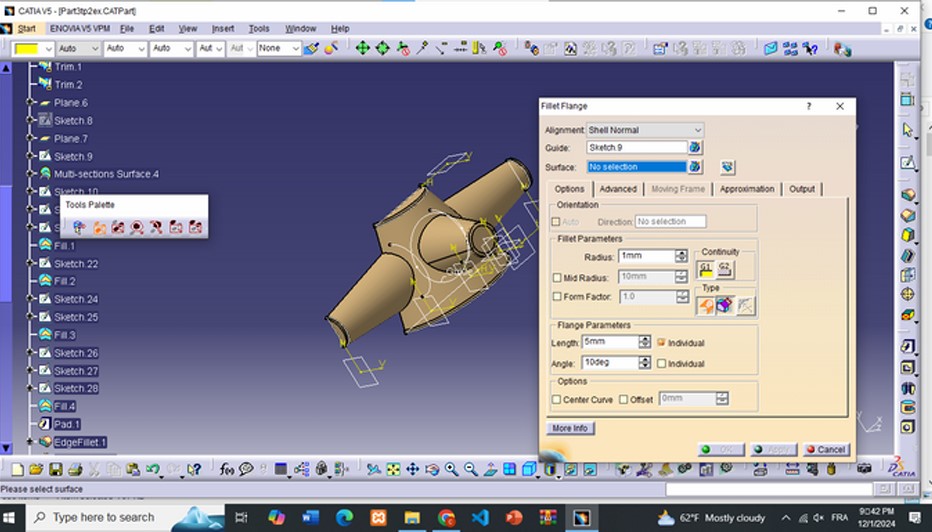 CATIA V5 - [Part3tp2ex.CATPart]
Start ENOVIA V5 VPM File Edit View Insert Tools Window Help
Auto Auto Auto Aut Aut None
Trim.1
Trim.2
Plane.6
Sketch.8
Plane.7
Sketch.9
Multi-sections Surface.4
Sketch.10
Tools Palette
Fill.1
Sketch.22
Fill.2
Sketch.24
Sketch.25
Fill.3
Sketch.26
Sketch.27
Sketch.28
Fill.4
Pad.1
EdgeFillet.1
Fillet Flange ?
Alignment: Shell Normal
Guide: Sketch.9
Surface: No selection
Options Advanced Moving Frame Approximation Output
Orientation
Auto Direction: No selection
Fillet Parameters
Radius: 1mm
Mid Radius: 10mm
Form Factor: 1.0
Continuity
G1 G2
Type
Flange Parameters
Length: 5mm Individual
Angle: 10deg Individual
Options
Center Curve Offset 0mm
More Info
OK Apply Cancel
CATIA
Please select surface
Type here to search
62°F Mostly cloudy FRA 9:42 PM
12/1/2024